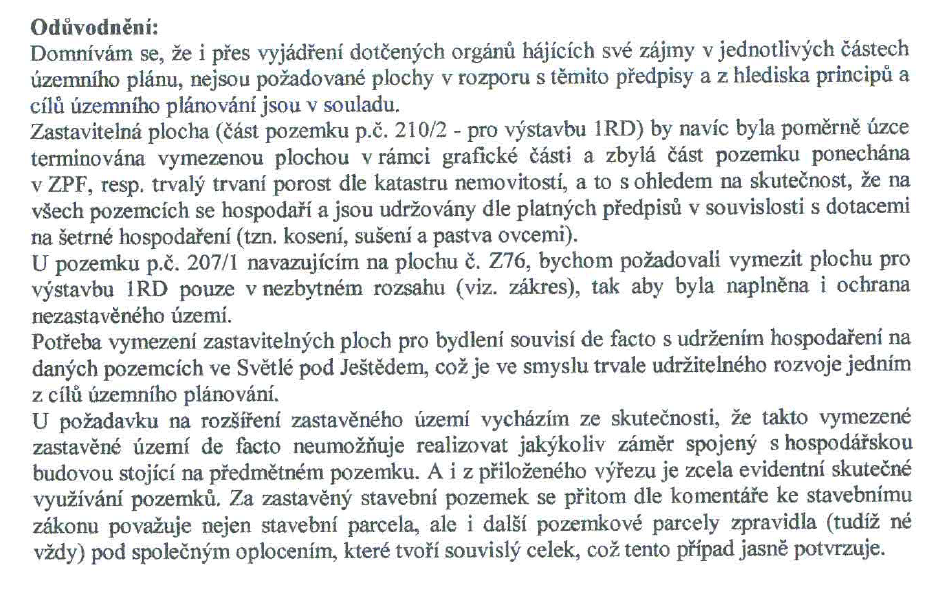 Odůvodnění:
Domnívám se, že i přes vyjádření dotčených orgánů hájících své zájmy v jednotlivých částech
územního plánu, nejsou požadované plochy v rozporu s těmito předpisy a z hlediska principů a
cílů územního plánování jsou v souladu.
Zastavitelná plocha (část pozemku p.č. 210/2 - pro výstavbu 1RD) by navíc byla poměrně úzce
terminována vymezenou plochou v rámci grafické části a zbylá část pozemku ponechána
v ZPF, resp. trvalý trvaní porost dle katastru nemovitostí, a to s ohledem na skutečnost, že na
všech pozemcích se hospodaří a jsou udržovány dle platných předpisů v souvislosti s dotacemi
na šetrné hospodaření (tzn. kosení, sušení a pastva ovcemi).
U pozemku p.č. 207/1 navazujícím na plochu č. Z76, bychom požadovali vymezit plochu pro
výstavbu 1RD pouze v nezbytném rozsahu (viz. zákres), tak aby byla naplněna i ochrana
nezastavěného území.
Potřeba vymezení zastavitelných ploch pro bydlení souvisí de facto s udržením hospodaření na
daných pozemcích ve Světlé pod Ještědem, což je ve smyslu trvale udržitelného rozvoje jedním
z cílů územního plánování.
U požadavku na rozšíření zastavěného území vycházím ze skutečnosti, že takto vymezené
zastavěné území de facto neumožňuje realizovat jakýkoliv záměr spojený s hospodářskou
budovou stojící na předmětném pozemku. A i z přiloženého výřezu je zcela evidentní skutečné
využívání pozemků. Za zastavěný stavební pozemek se přitom dle komentáře ke stavebnímu
zákonu považuje nejen stavební parcela, ale i další pozemkové parcely zpravidla (tudíž né
vždy) pod společným oplocením, které tvoří souvislý celek, což tento případ jasně potvrzuje.